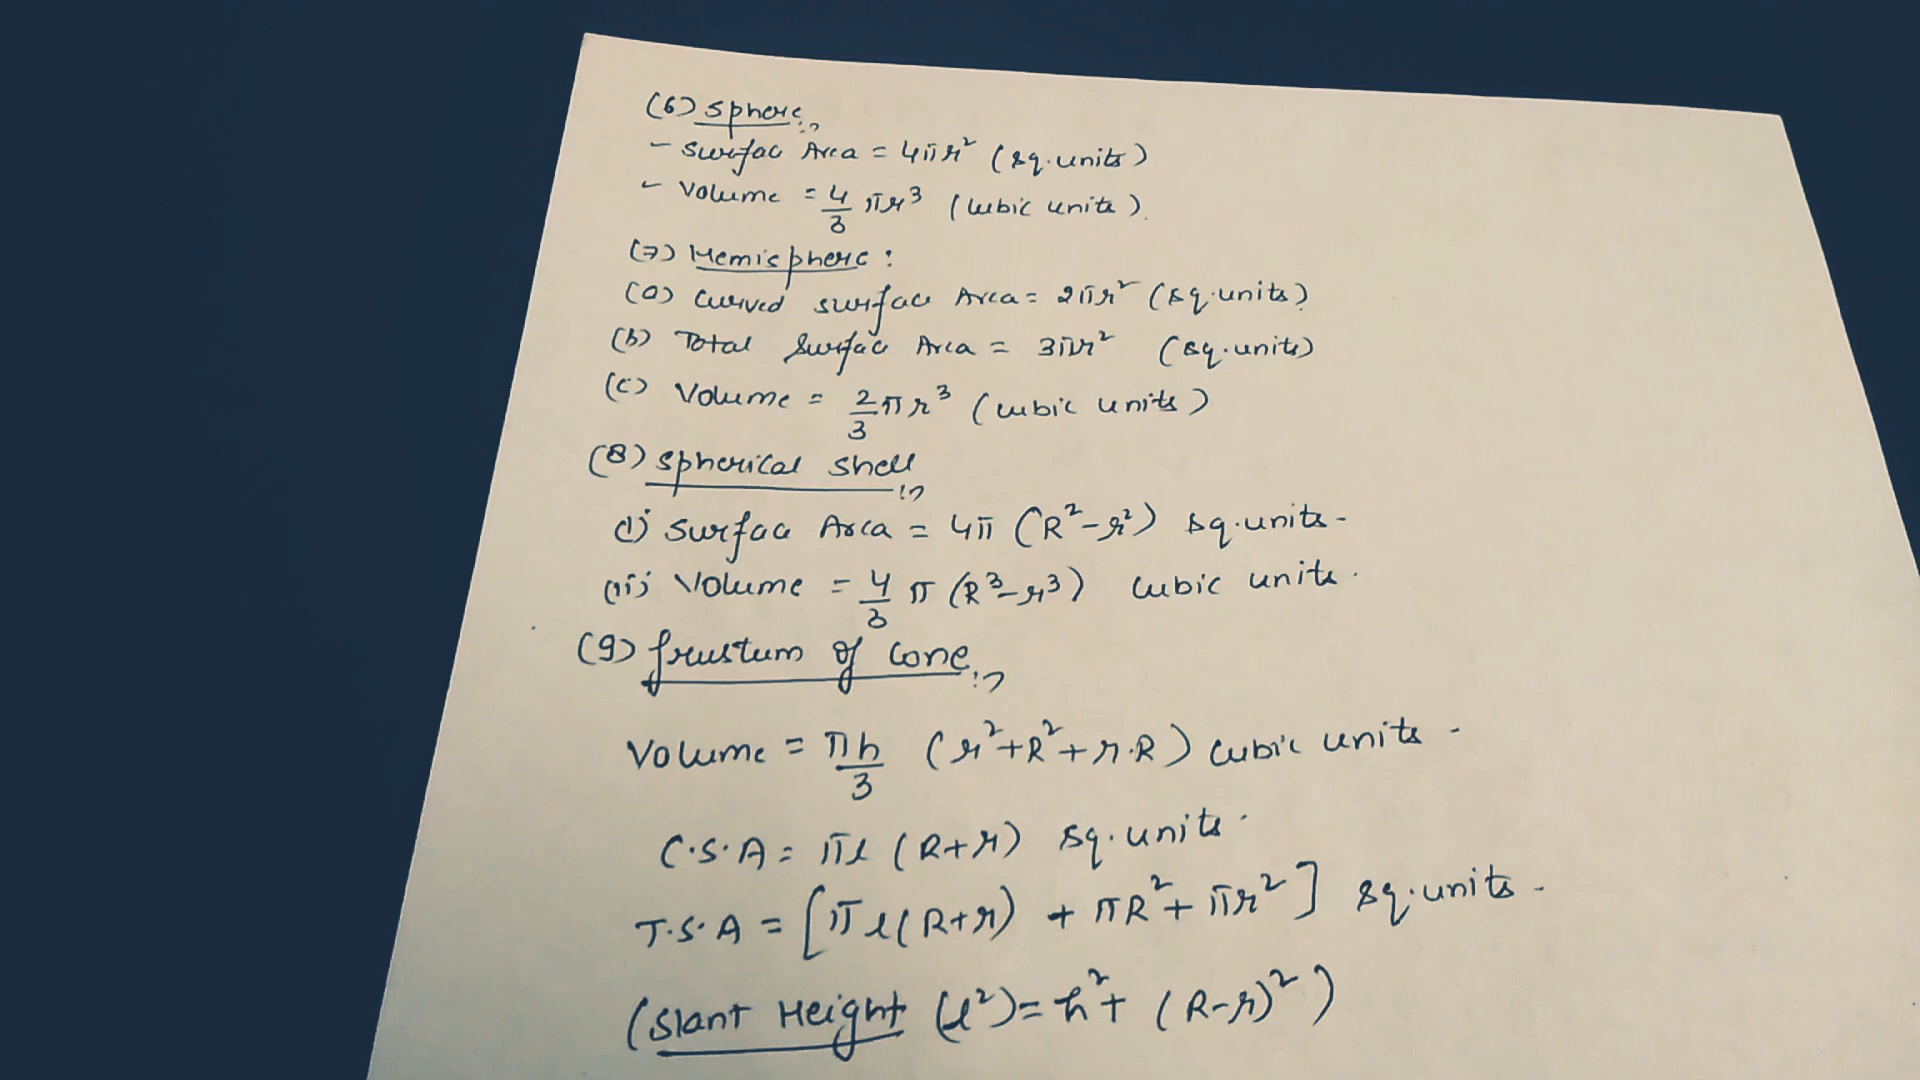 (6) Sphere :-
- Surfac Area = 4πr² (sq.units)
- Volume = 4/3 πr³ (cubic units).
(7) Hemisphere :
(a) Curved surface Area = 2πr² (sq.units)
(b) Total Surface Area = 3πr² (sq.units)
(c) Volume = 2/3 πr³ (cubic units)
(8) Spherical shell :-
(i) Surface Area = 4π (R²-r²) sq.units-
(ii) Volume = 4/3 π (R³-r³) cubic units.
(9) frustum of cone :-
Volume = πh/3 (r²+R²+r.R) cubic units -
C.S.A = πl (R+r) sq.units.
T.S.A = [πl(R+r) + πR² + πr²] sq.units -
(Slant Height (l²) = h² + (R-r)²)